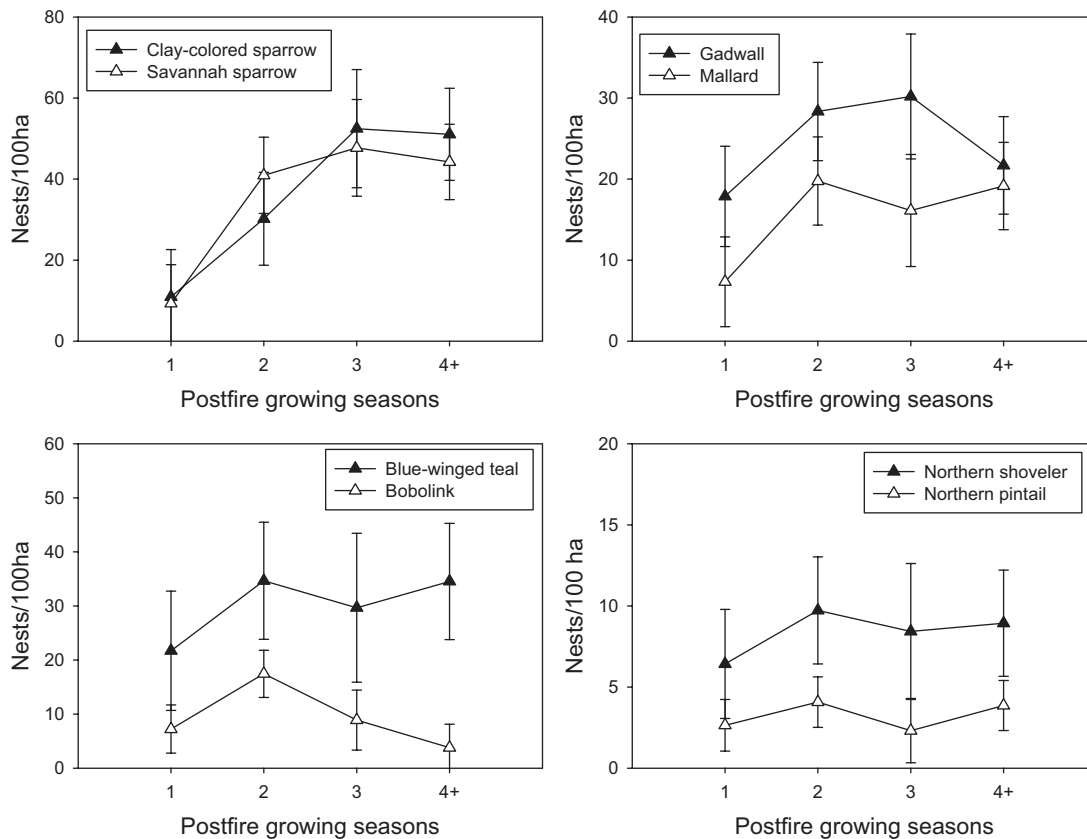 80
60
40
20
0
Nests/100ha
Clay-colored sparrow
Savannah sparrow
1 2 3 4+
Postfire growing seasons
40
30
20
10
0
Nests/100ha
Gadwall
Mallard
1 2 3 4+
Postfire growing seasons
60
50
40
30
20
10
0
Nests/100ha
Blue-winged teal
Bobolink
1 2 3 4+
Postfire growing seasons
20
15
10
5
0
Nests/100 ha
Northern shoveler
Northern pintail
1 2 3 4+
Postfire growing seasons